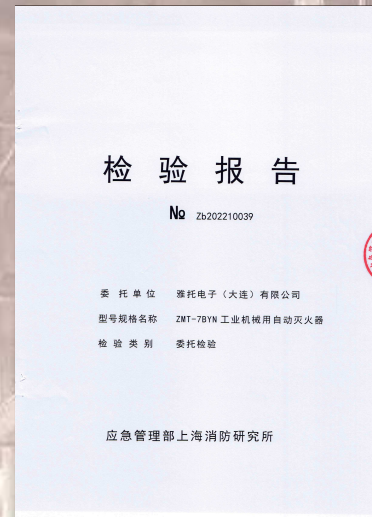 检验报告
№ Zb202210039
委托单位 雅托电子（大连）有限公司
型号规格名称 ZMT-7BYN 工业机械用自动灭火器
检验类别 委托检验
应急管理部上海消防研究所